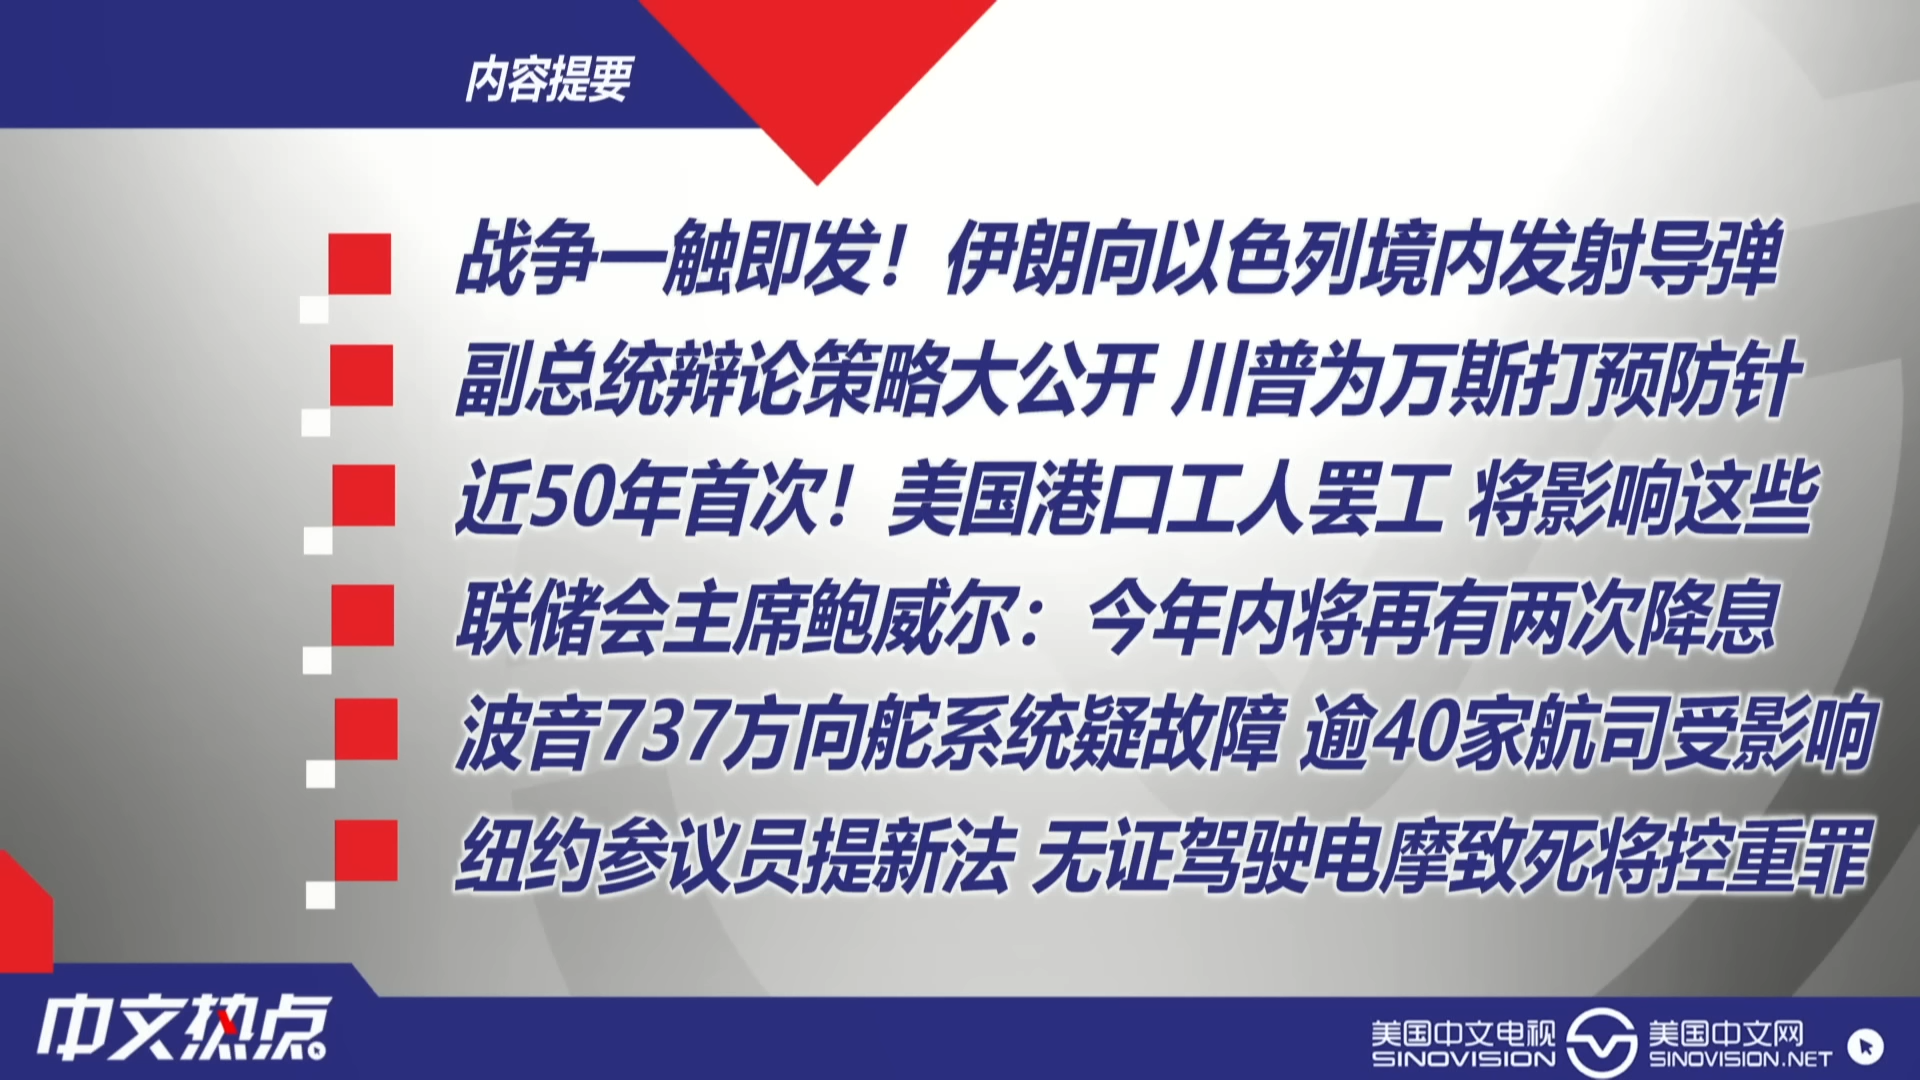 内容提要
战争一触即发！伊朗向以色列境内发射导弹
副总统辩论策略大公开 川普为万斯打预防针
近50年首次！美国港口工人罢工 将影响这些
联储会主席鲍威尔：今年内将再有两次降息
波音737方向舵系统疑故障 逾40家航司受影响
纽约参议员提新法 无证驾驶电摩致死将控重罪
中文热点
美国中文电视 美国中文网
SINOVISION SINOVISION.NET